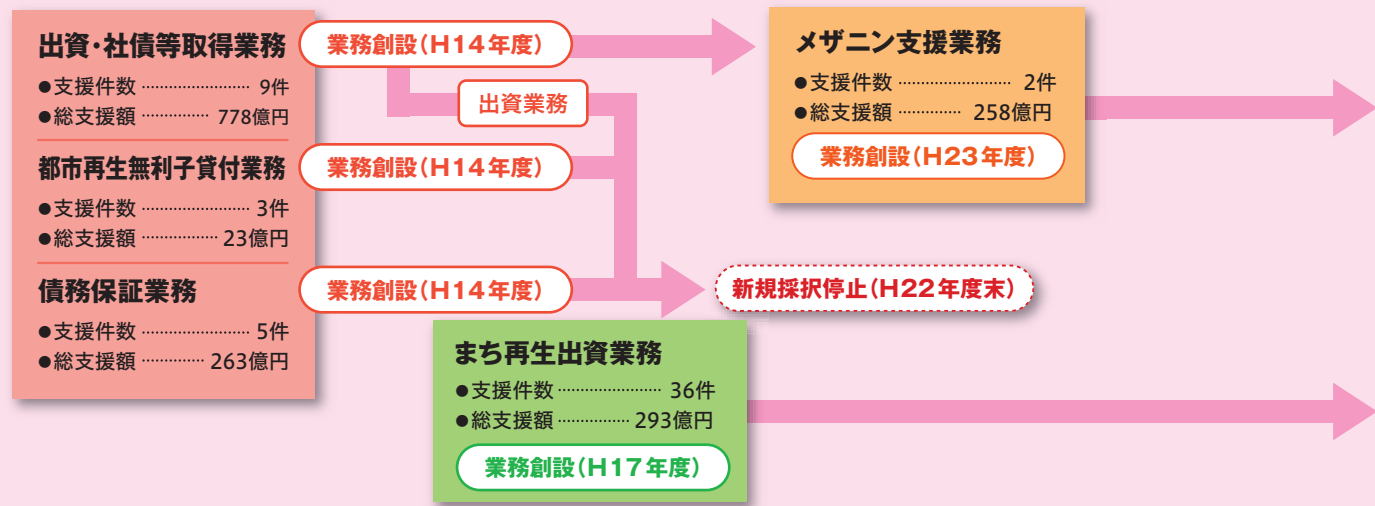 出資・社債等取得業務
業務創設(H14年度)
●支援件数 ........................ 9件
●総支援額 ............... 778億円
出資業務
都市再生無利子貸付業務
業務創設(H14年度)
●支援件数 ........................ 3件
●総支援額 ................. 23億円
債務保証業務
業務創設(H14年度)
●支援件数 ........................ 5件
●総支援額 .............. 263億円
新規採択停止(H22年度末)
メザニン支援業務
●支援件数 ......................... 2件
●総支援額 ............. 258億円
業務創設(H23年度)
まち再生出資業務
●支援件数 ....................... 36件
●総支援額 ................ 293億円
業務創設(H17年度)